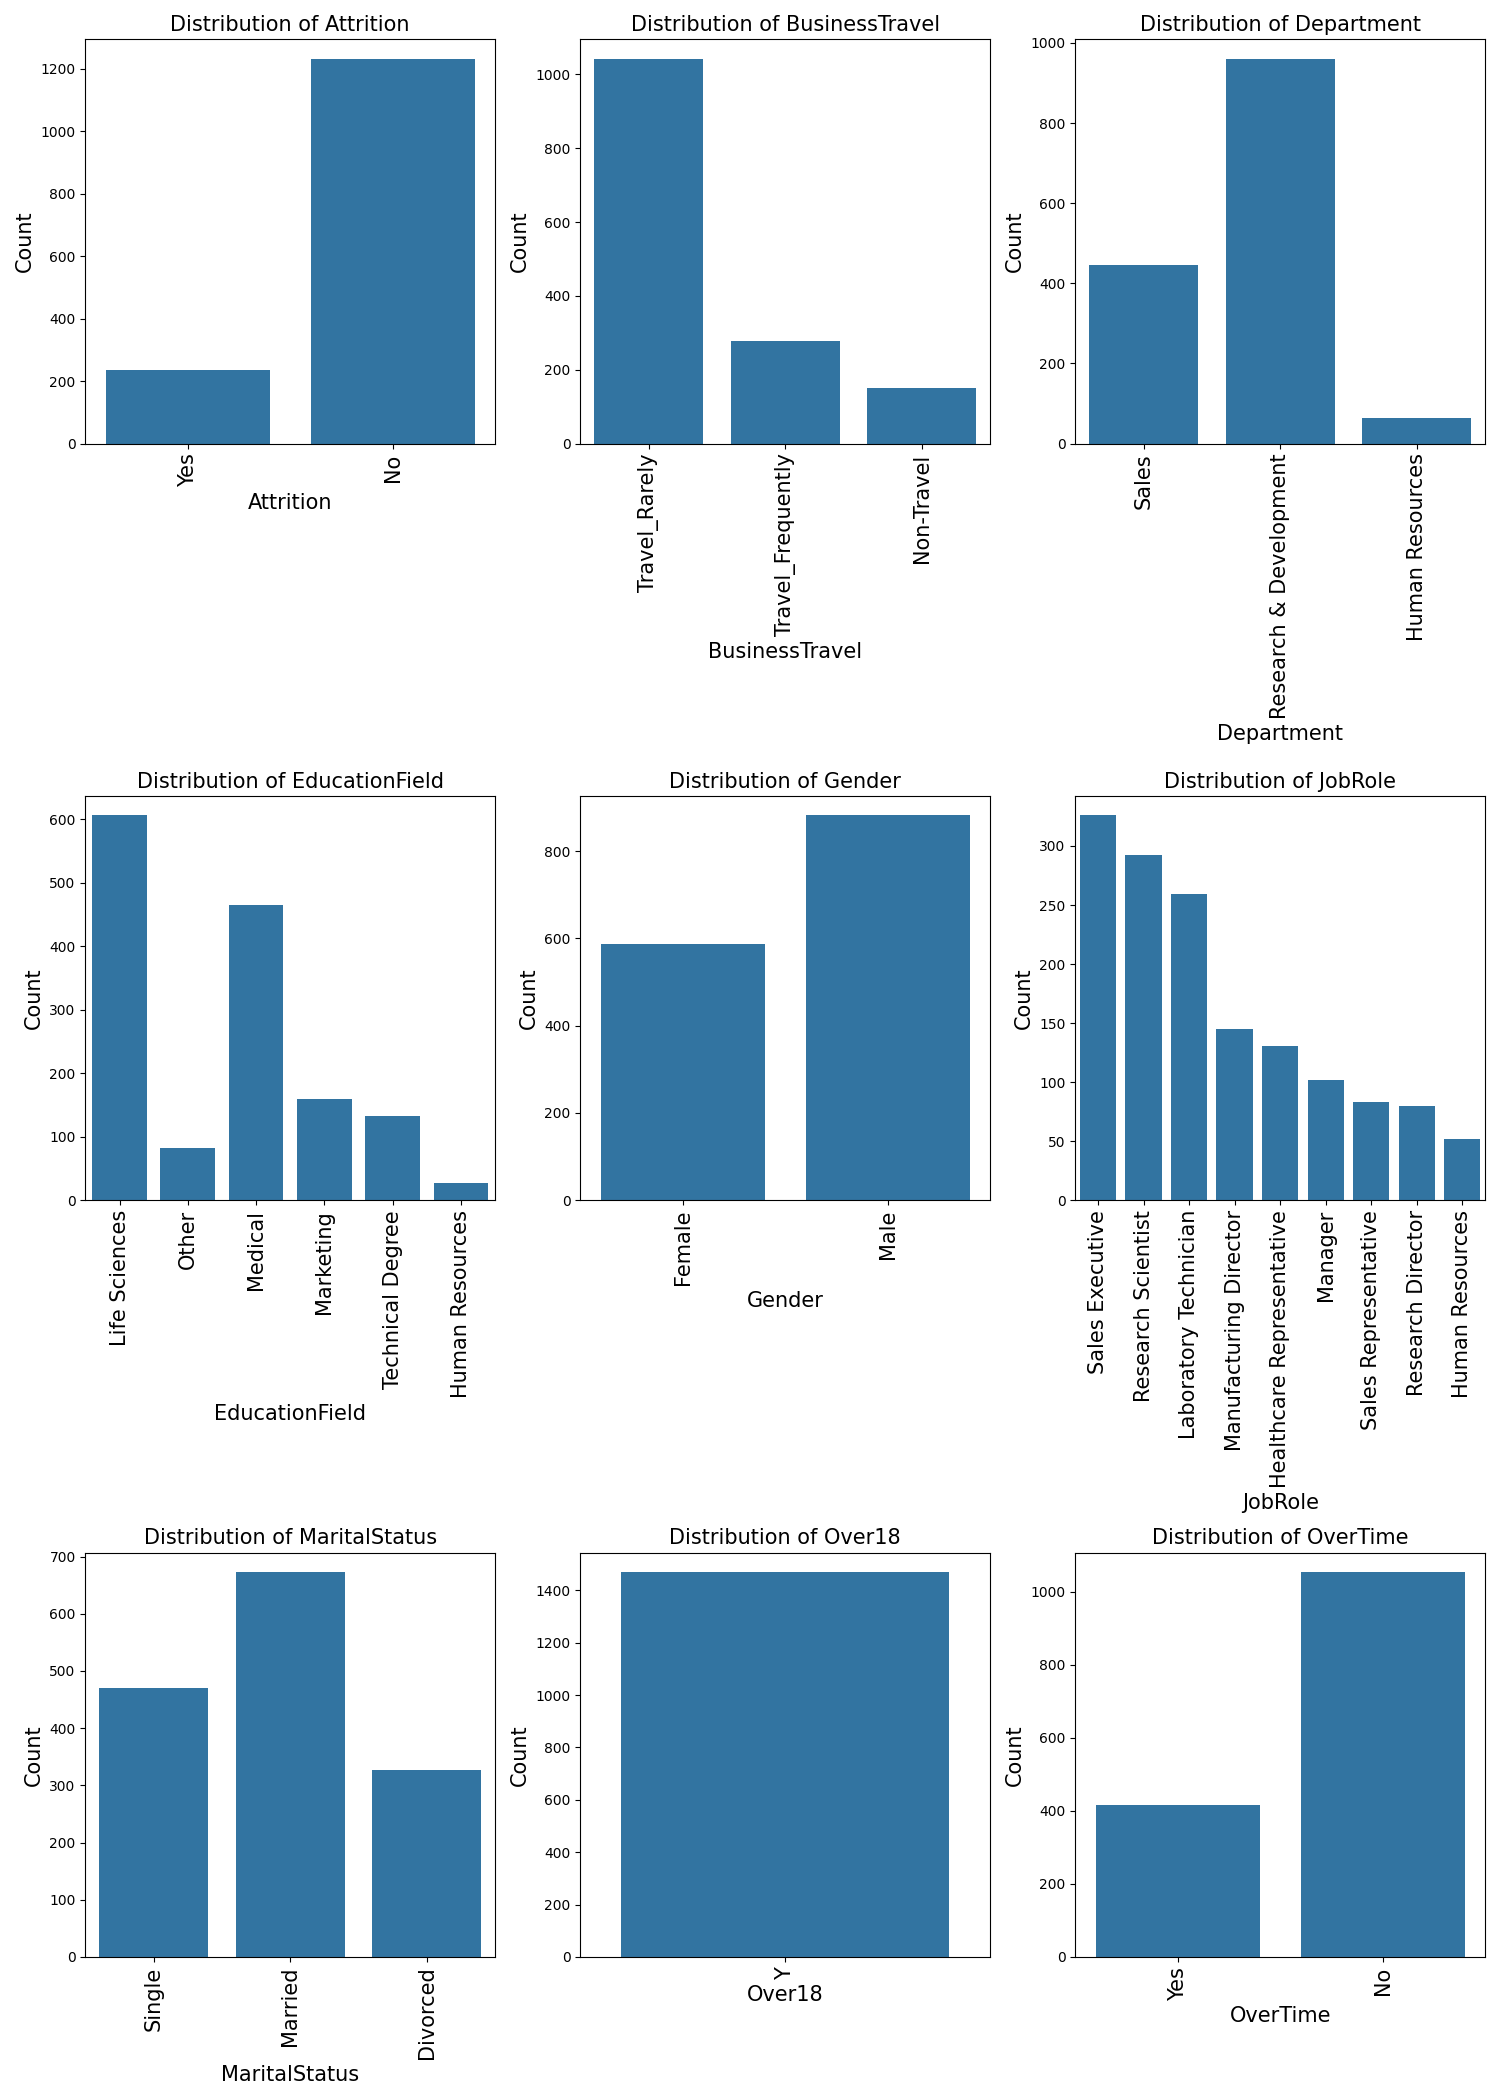 Distribution of Attrition
1200
1000
800
600
400
200
0
Count
Yes
No
Attrition
Distribution of BusinessTravel
1000
800
600
400
200
0
Count
Travel_Rarely
Travel_Frequently
Non-Travel
BusinessTravel
Distribution of Department
1000
800
600
400
200
0
Count
Sales
Research & Development
Human Resources
Department
Distribution of EducationField
600
500
400
300
200
100
0
Count
Life Sciences
Other
Medical
Marketing
Technical Degree
Human Resources
EducationField
Distribution of Gender
800
600
400
200
0
Count
Female
Male
Gender
Distribution of JobRole
300
250
200
150
100
50
0
Count
Sales Executive
Research Scientist
Laboratory Technician
Manufacturing Director
Healthcare Representative
Manager
Sales Representative
Research Director
Human Resources
JobRole
Distribution of MaritalStatus
700
600
500
400
300
200
100
0
Count
Single
Married
Divorced
MaritalStatus
Distribution of Over18
1400
1200
1000
800
600
400
200
0
Count
Y
Over18
Distribution of OverTime
1000
800
600
400
200
0
Count
Yes
No
OverTime